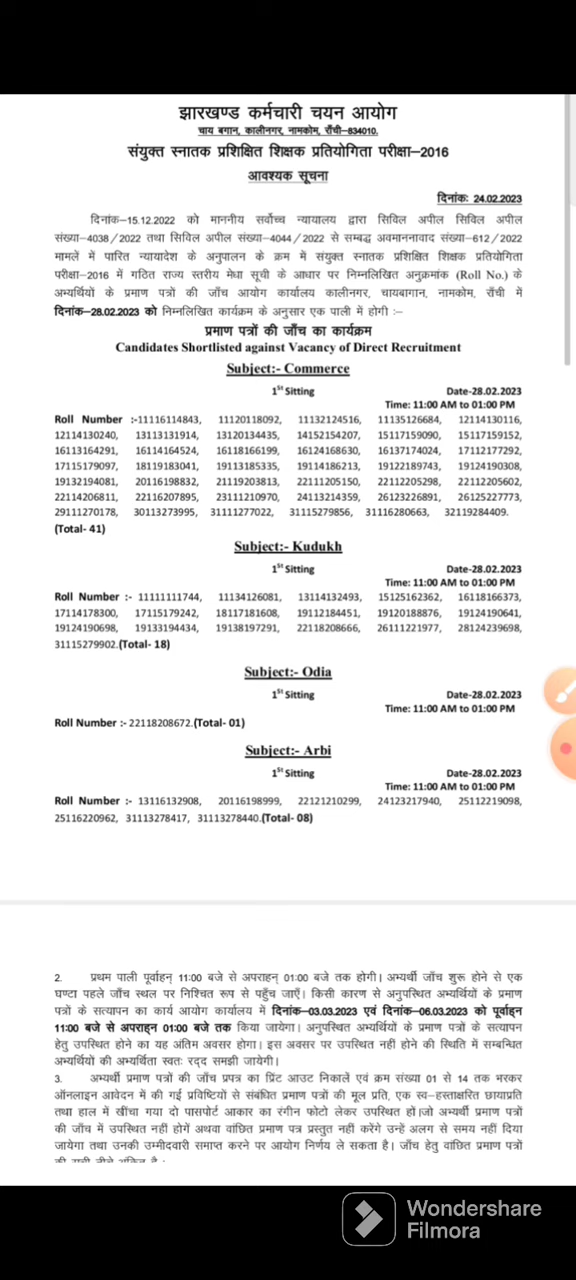 झारखण्ड कर्मचारी चयन आयोग
चाय बगान, कालीनगर, नामकोम, राँची–834010.
संयुक्त स्नातक प्रशिक्षित शिक्षक प्रतियोगिता परीक्षा–2016
आवश्यक सूचना
दिनांकः 24.02.2023
दिनांक–15.12.2022 को माननीय सर्वोच्च न्यायालय द्वारा सिविल अपील सिविल अपील
संख्या–4038/2022 तथा सिविल अपील संख्या–4044/2022 से सम्बद्ध अवमाननावाद संख्या–612/2022
मामलें में पारित न्यायादेश के अनुपालन के क्रम में संयुक्त स्नातक प्रशिक्षित शिक्षक प्रतियोगिता
परीक्षा–2016 में गठित राज्य स्तरीय मेधा सूची के आधार पर निम्नलिखित अनुक्रमांक (Roll No.) के
अभ्यर्थियों के प्रमाण पत्रों की जाँच आयोग कार्यालय कालीनगर, चायबागान, नामकोम, राँची में
दिनांक–28.02.2023 को निम्नलिखित कार्यक्रम के अनुसार एक पाली में होगी :–
प्रमाण पत्रों की जाँच का कार्यक्रम
Candidates Shortlisted against Vacancy of Direct Recruitment
Subject:- Commerce
1st Sitting Date-28.02.2023
Time: 11:00 AM to 01:00 PM
Roll Number :-11116114843, 11120118092, 11132124516, 11135126684, 12114130116,
12114130240, 13113131914, 13120134435, 14152154207, 15117159090, 15117159152,
16113164291, 16114164524, 16118166199, 16124168630, 16137174024, 17112177292,
17115179097, 18119183041, 19113185335, 19114186213, 19122189743, 19124190308,
19132194081, 20116198832, 21119203813, 22111205150, 22112205298, 22112205602,
22114206811, 22116207895, 23111210970, 24113214359, 26123226891, 26125227773,
29111270178, 30113273995, 31111277022, 31115279856, 31116280663, 32119284409.
(Total- 41)
Subject:- Kudukh
1st Sitting Date-28.02.2023
Time: 11:00 AM to 01:00 PM
Roll Number :- 11111111744, 11134126081, 13114132493, 15125162362, 16118166373,
17114178300, 17115179242, 18117181608, 19112184451, 19120188876, 19124190641,
19124190698, 19133194434, 19138197291, 22118208666, 26111221977, 28124239698,
31115279902.(Total- 18)
Subject:- Odia
1st Sitting Date-28.02.2023
Time: 11:00 AM to 01:00 PM
Roll Number :- 22118208672.(Total- 01)
Subject:- Arbi
1st Sitting Date-28.02.2023
Time: 11:00 AM to 01:00 PM
Roll Number :- 13116132908, 20116198999, 22121210299, 24123217940, 25112219098,
25116220962, 31113278417, 31113278440.(Total- 08)
2. प्रथम पाली पूर्वाहन् 11:00 बजे से अपराहन् 01:00 बजे तक होगी। अभ्यर्थी जाँच शुरू होने से एक
घण्टा पहले जाँच स्थल पर निश्चित रूप से पहुँच जाएँ। किसी कारण से अनुपस्थित अभ्यर्थियों के प्रमाण
पत्रों के सत्यापन का कार्य आयोग कार्यालय में दिनांक–03.03.2023 एवं दिनांक–06.03.2023 को पूर्वाहन
11:00 बजे से अपराह्न 01:00 बजे तक किया जायेगा। अनुपस्थित अभ्यर्थियों के प्रमाण पत्रों के सत्यापन
हेतु उपस्थित होने का यह अंतिम अवसर होगा। इस अवसर पर उपस्थित नहीं होने की स्थिति में सम्बन्धित
अभ्यर्थियों की अभ्यर्थिता स्वतः रद्द समझी जायेगी।
3. अभ्यर्थी प्रमाण पत्रों की जाँच प्रपत्र का प्रिंट आउट निकालें एवं क्रम संख्या 01 से 14 तक भरकर
ऑनलाइन आवेदन में की गई प्रविष्टियों से संबंधित प्रमाण पत्रों की मूल प्रति, एक स्व–हस्ताक्षरित छायाप्रति
तथा हाल में खींचा गया दो पासपोर्ट आकार का रंगीन फोटो लेकर उपस्थित हों।जो अभ्यर्थी प्रमाण पत्रों
की जाँच में उपस्थित नहीं होगें अथवा वांछित प्रमाण पत्र प्रस्तुत नहीं करेंगे उन्हें अलग से समय नहीं दिया
जायेगा तथा उनकी उम्मीदवारी समाप्त करने पर आयोग निर्णय ले सकता है। जाँच हेतु वांछित प्रमाण पत्रों
Wondershare
Filmora